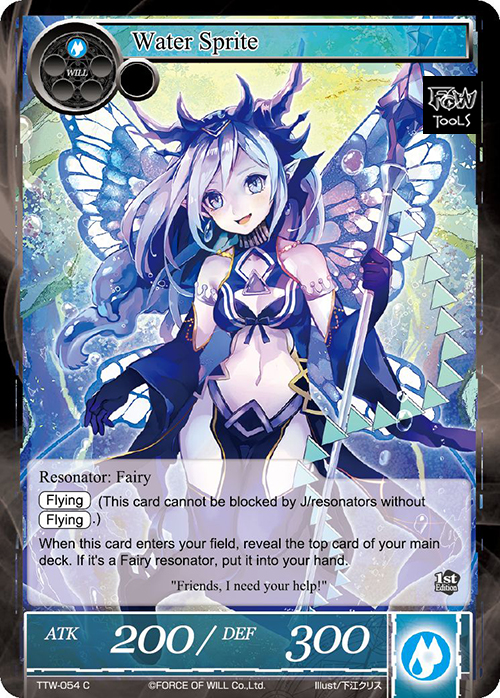 Water Sprite
WILL
FOW
TOOLS
Resonator: Fairy
Flying (This card cannot be blocked by J/resonators without
Flying .)
When this card enters your field, reveal the top card of your main
deck. If it's a Fairy resonator, put it into your hand.
"Friends, I need your help!"
1st
Edition
ATK 200 / DEF 300
TTW-054 C ©FORCE OF WILL Co.,Ltd. Illust/下江クリス